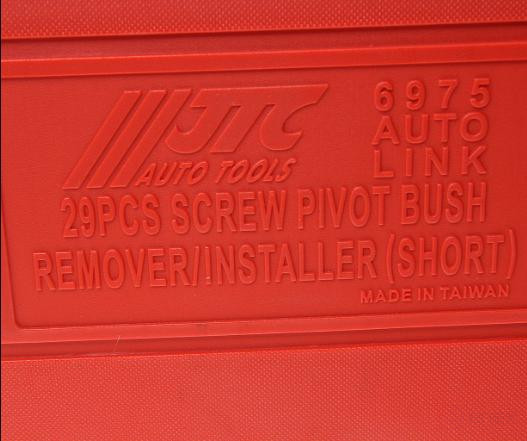 JTC 6975
AUTO TOOLS AUTO
LINK
29PCS SCREW PIVOT BUSH
REMOVER/INSTALLER (SHORT)
MADE IN TAIWAN